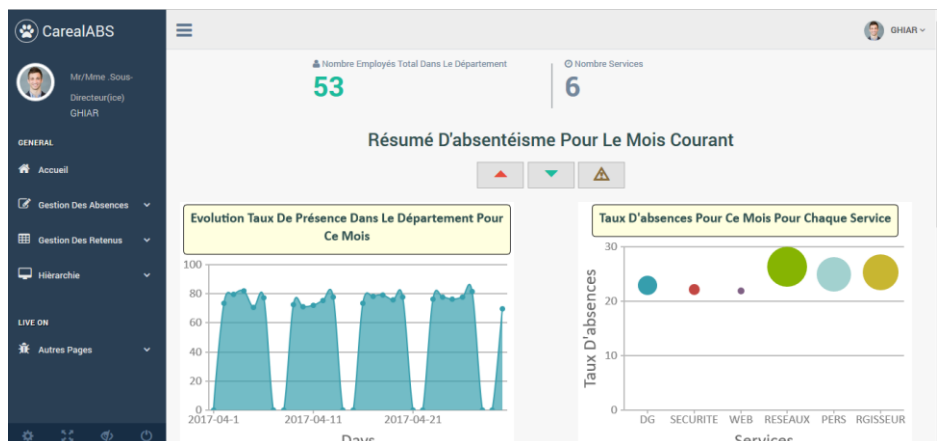 CarealABS
GHIAR
Mr/Mme .Sous-
Directeur(ice)
GHIAR
GENERAL
Accueil
Gestion Des Absences
Gestion Des Retenus
Hièrarchie
LIVE ON
Autres Pages
Nombre Employés Total Dans Le Département
53
Nombre Services
6
Résumé D'absentéisme Pour Le Mois Courant
Evolution Taux De Présence Dans Le Département Pour
Ce Mois
100
80
60
40
20
0
2017-04-1 2017-04-11 2017-04-21
Days
Taux D'absences Pour Ce Mois Pour Chaque Service
Taux D'absences
30
20
10
0
DG SECURITE WEB RESEAUX PERS RGISSEUR
Services